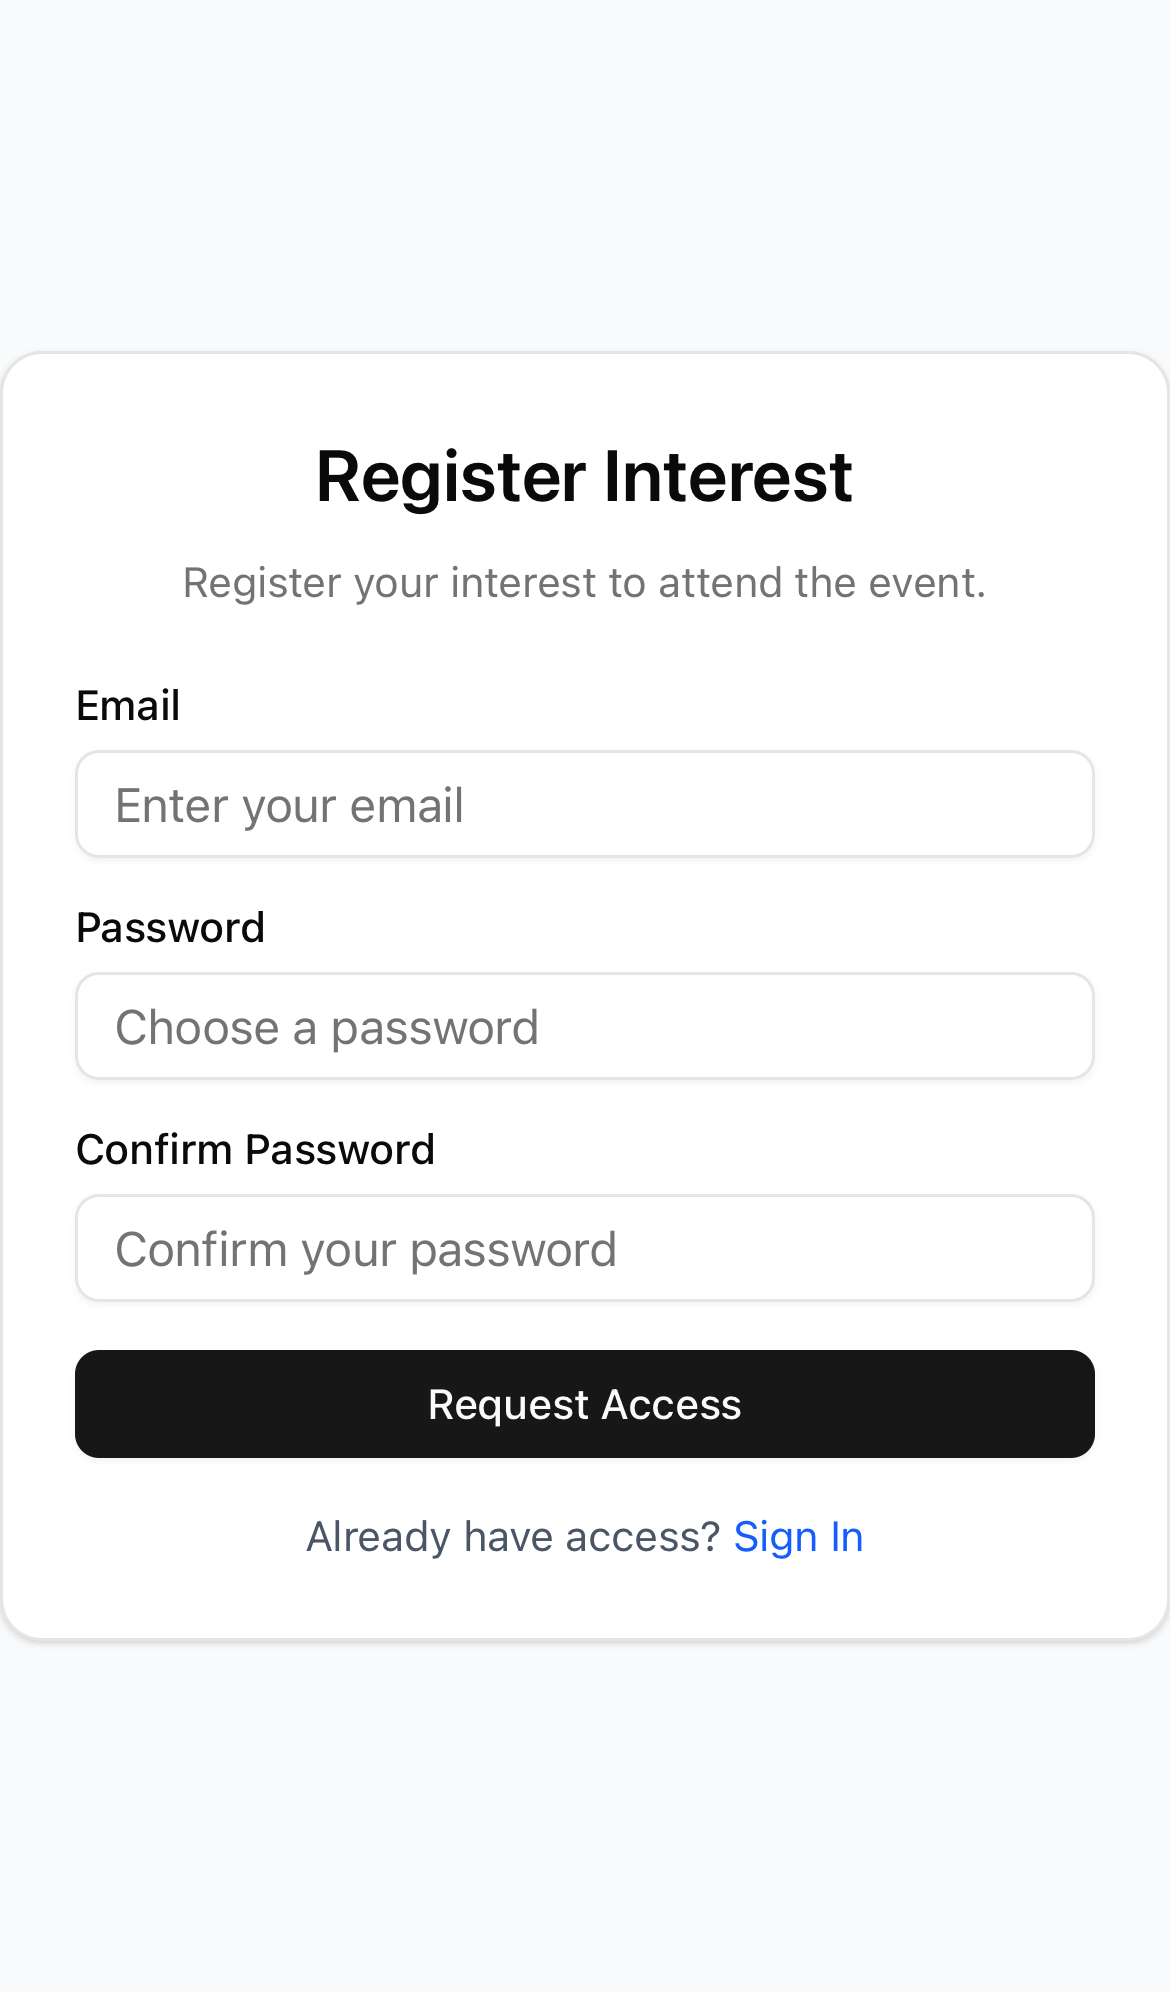 Register Interest
Register your interest to attend the event.
Email
Enter your email
Password
Choose a password
Confirm Password
Confirm your password
Request Access
Already have access? Sign In